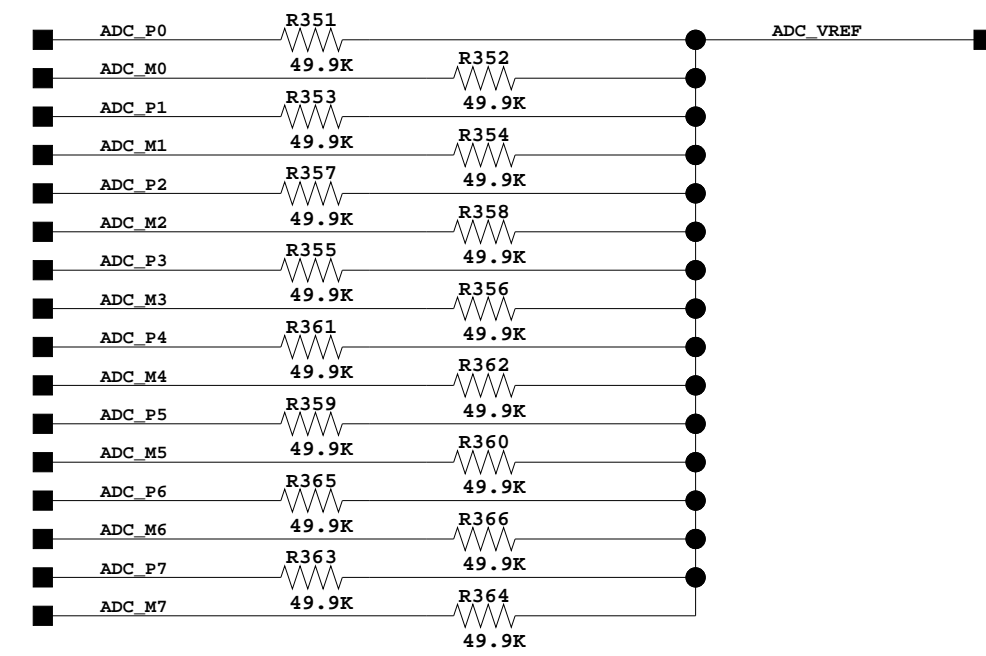 ADC_P0 R351 49.9K ADC_VREF
ADC_M0 R352 49.9K
ADC_P1 R353 49.9K
ADC_M1 R354 49.9K
ADC_P2 R357 49.9K
ADC_M2 R358 49.9K
ADC_P3 R355 49.9K
ADC_M3 R356 49.9K
ADC_P4 R361 49.9K
ADC_M4 R362 49.9K
ADC_P5 R359 49.9K
ADC_M5 R360 49.9K
ADC_P6 R365 49.9K
ADC_M6 R366 49.9K
ADC_P7 R363 49.9K
ADC_M7 R364 49.9K